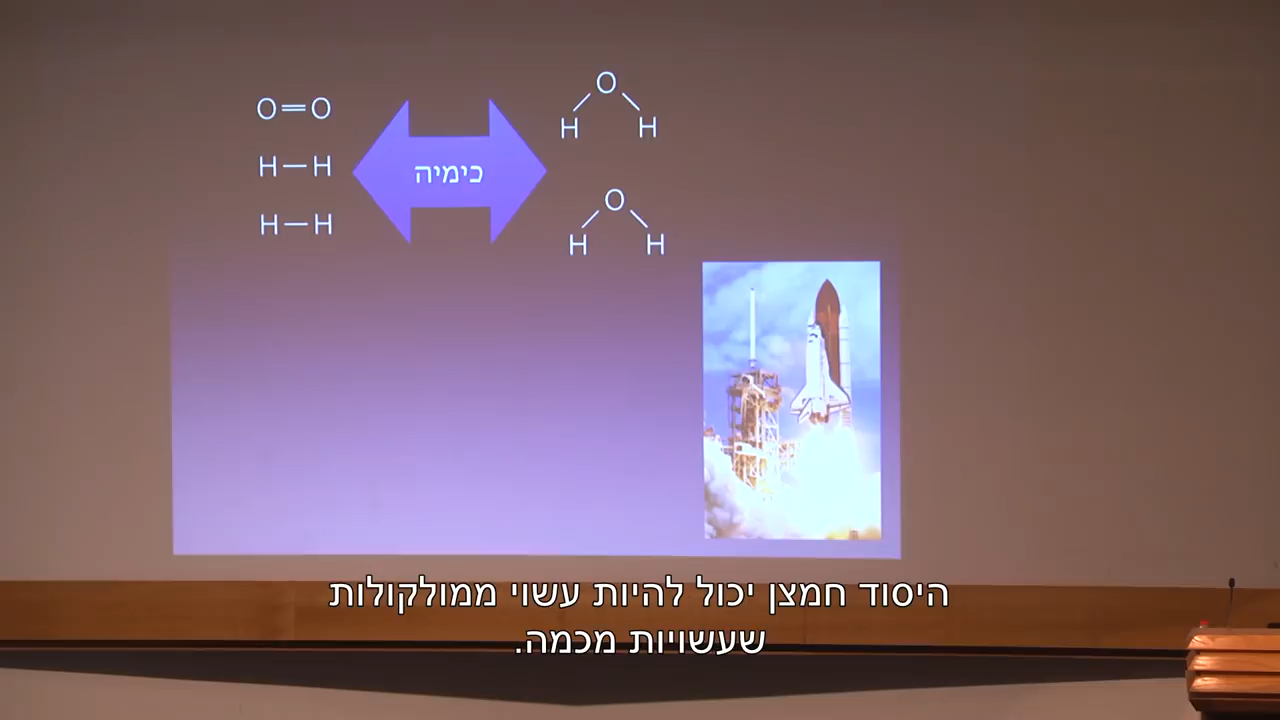 O=O
H—H
H—H
כימיה
O
H H
O
H H
היסוד חמצן יכול להיות עשוי ממולקולות
שעשויות מכמה.